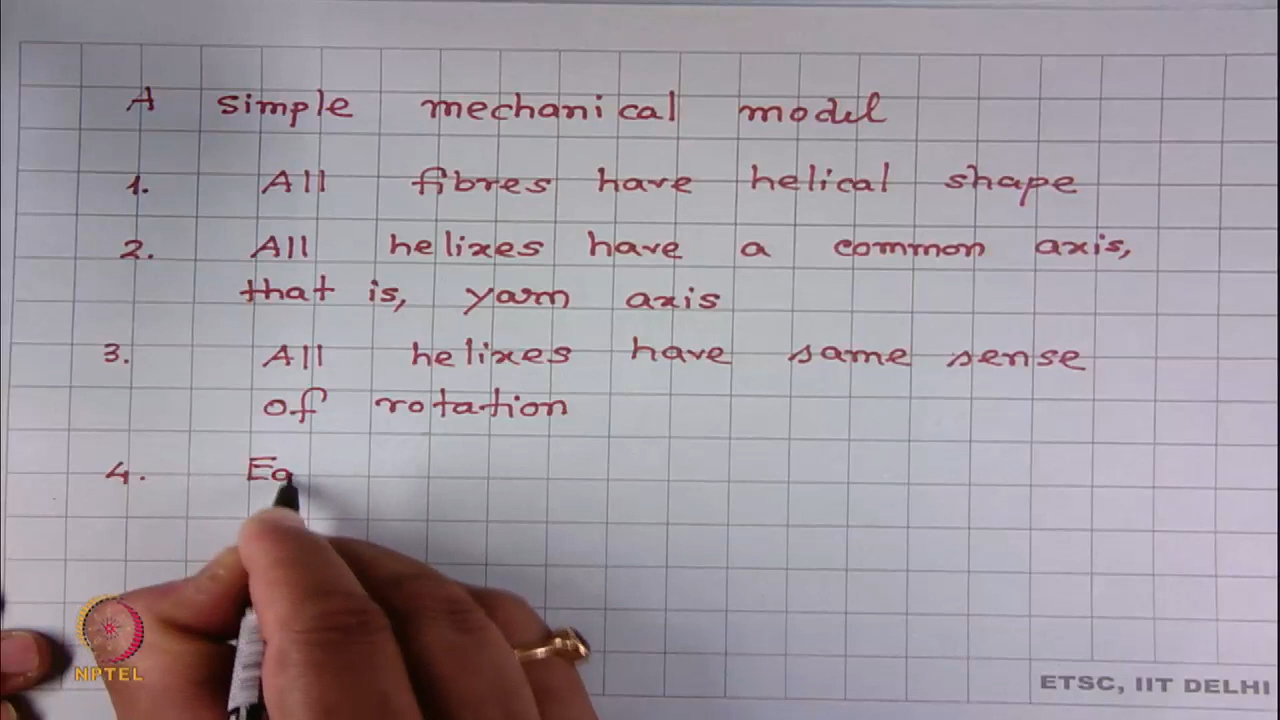 A simple mechanical model
1. All fibres have helical shape
2. All helixes have a common axis,
that is, yarn axis
3. All helixes have same sense
of rotation
4. Ea
NPTEL
ETSC, IIT DELHI